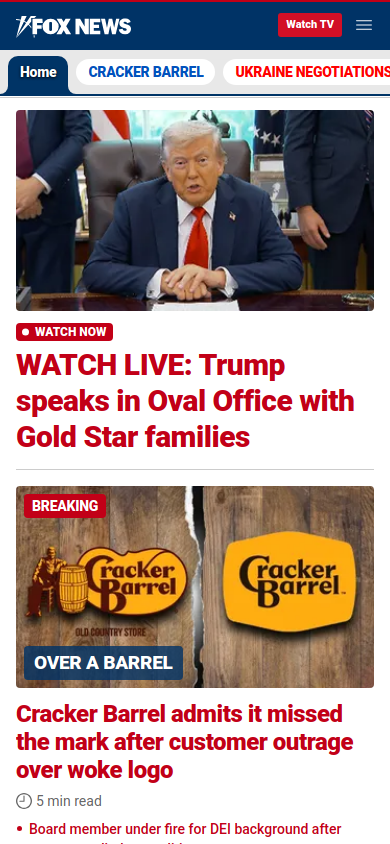 FOX NEWS
Watch TV
Home
CRACKER BARREL
UKRAINE NEGOTIATIONS
WATCH NOW
WATCH LIVE: Trump
speaks in Oval Office with
Gold Star families
BREAKING
Cracker
Barrel
OLD COUNTRY STORE
Cracker
Barrel
OVER A BARREL
Cracker Barrel admits it missed
the mark after customer outrage
over woke logo
5 min read
Board member under fire for DEI background after